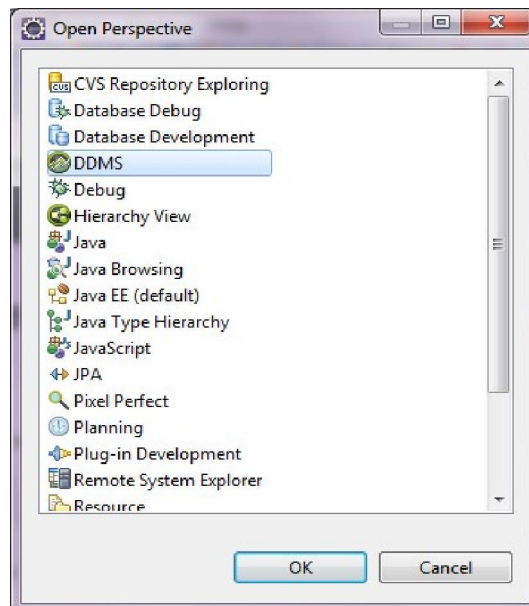 Open Perspective
CVS CVS Repository Exploring
Database Debug
Database Development
DDMS
Debug
Hierarchy View
Java
Java Browsing
Java EE (default)
Java Type Hierarchy
JavaScript
JPA
Pixel Perfect
Planning
Plug-in Development
Remote System Explorer
Resource
OK Cancel